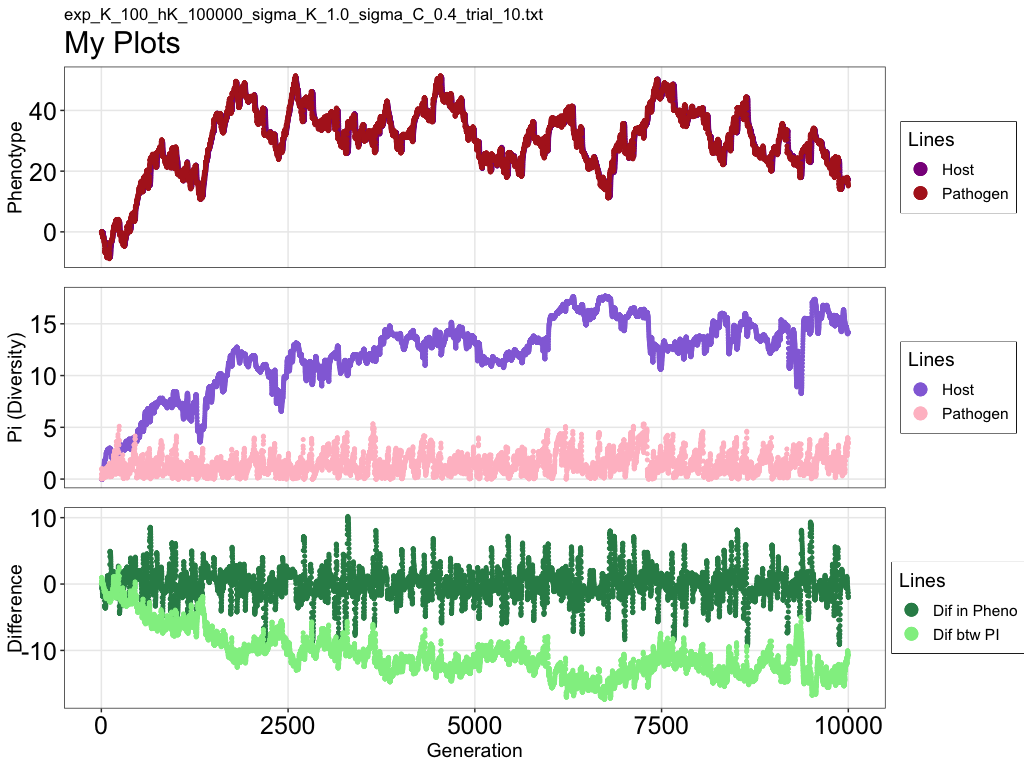 exp_K_100_hK_100000_sigma_K_1.0_sigma_C_0.4_trial_10.txt
My Plots
Phenotype
40
20
0
Lines
Host
Pathogen
Pi (Diversity)
15
10
5
0
Lines
Host
Pathogen
Difference
10
0
-10
Lines
Dif in Pheno
Dif btw PI
0 2500 5000 7500 10000
Generation